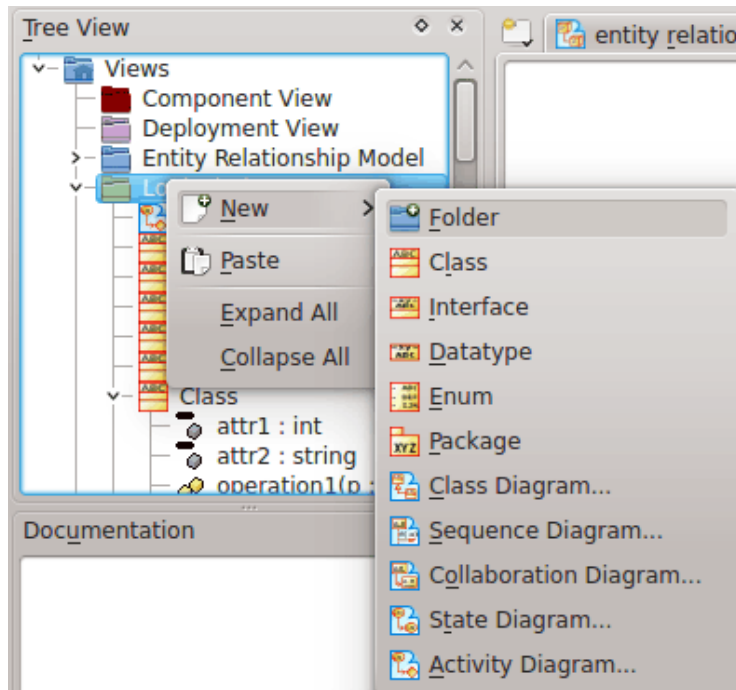 Tree View
entity relatio
Views
Component View
Deployment View
Entity Relationship Model
New
Paste
Expand All
Collapse All
Folder
Class
Interface
Datatype
Enum
Package
Class Diagram...
Sequence Diagram...
Collaboration Diagram...
State Diagram...
Activity Diagram...
Class
attr1 : int
attr2 : string
operation1(p :
Documentation